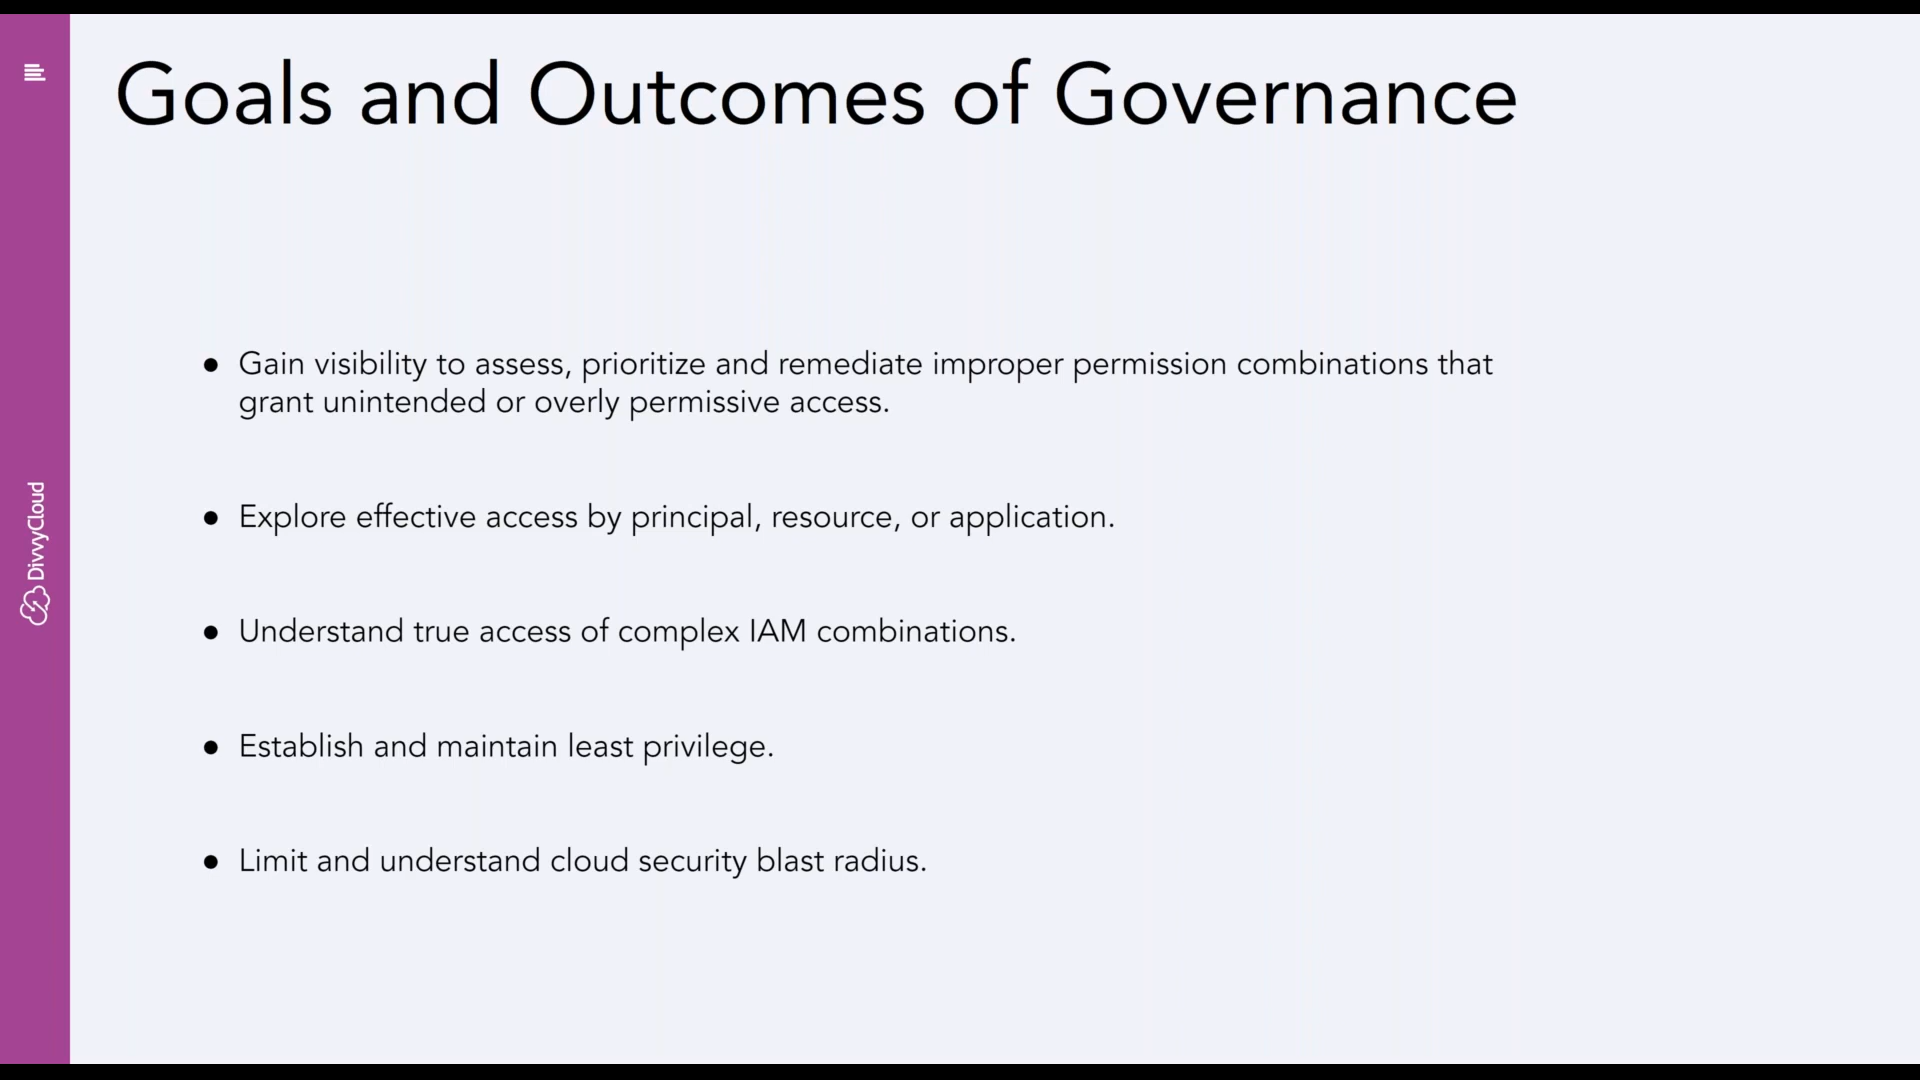 Goals and Outcomes of Governance
● Gain visibility to assess, prioritize and remediate improper permission combinations that
grant unintended or overly permissive access.
● Explore effective access by principal, resource, or application.
● Understand true access of complex IAM combinations.
● Establish and maintain least privilege.
● Limit and understand cloud security blast radius.
DivvyCloud